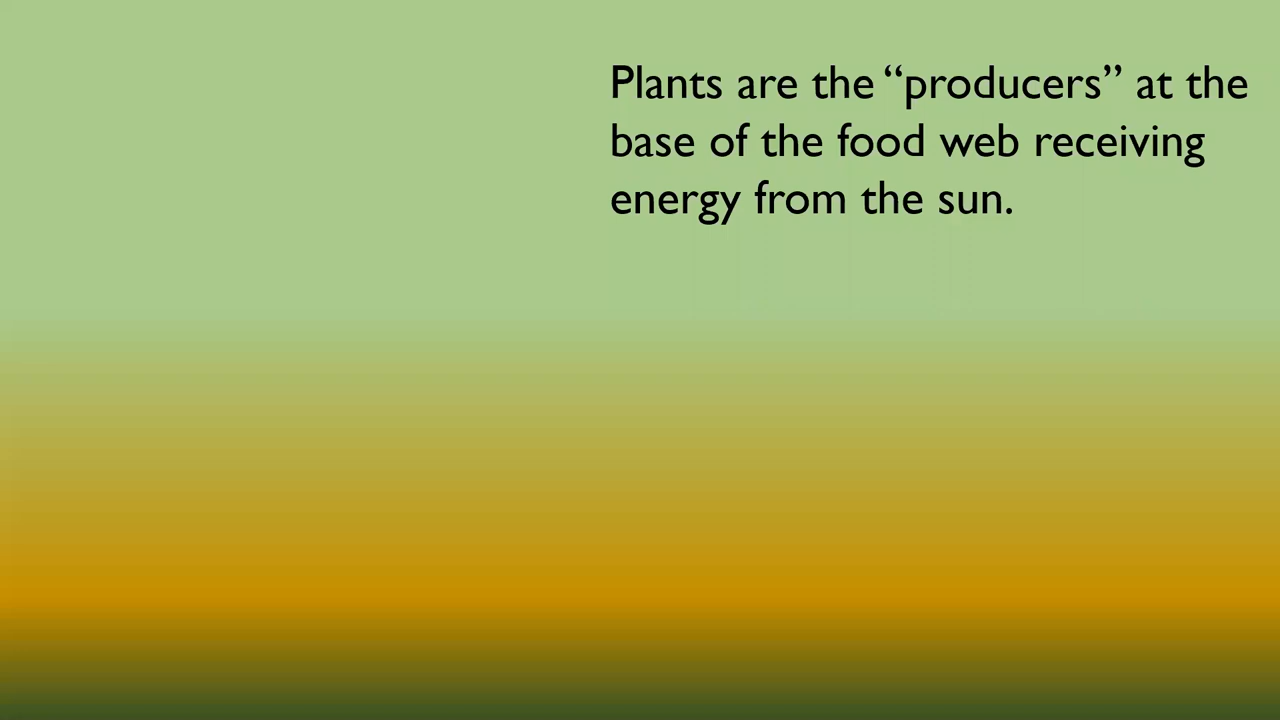 Plants are the “producers” at the
base of the food web receiving
energy from the sun.